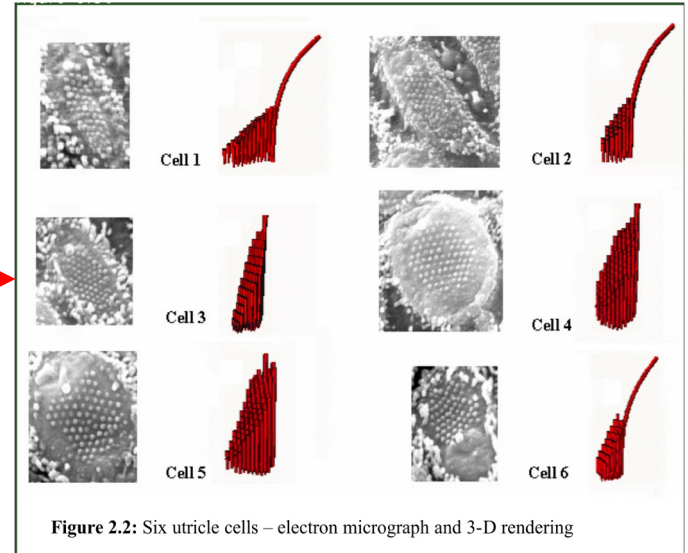 Cell 1
Cell 2
Cell 3
Cell 4
Cell 5
Cell 6
Figure 2.2: Six utricle cells – electron micrograph and 3-D rendering